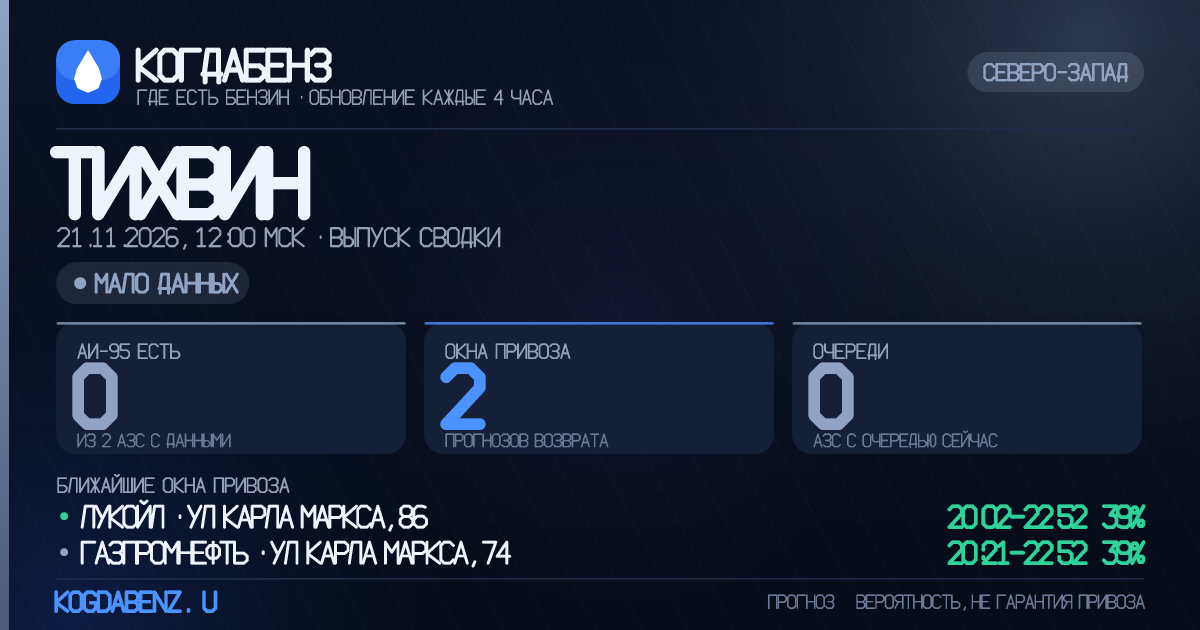 КОГДАБЕНЗ
ГДЕ ЕСТЬ БЕНЗИН · ОБНОВЛЕНИЕ КАЖДЫЕ 4 ЧАСА
СЕВЕРО-ЗАПАД
ТИХВИН
21.11.2026, 12:00 МСК · ВЫПУСК СВОДКИ
МАЛО ДАННЫХ
АИ-95 ЕСТЬ
0
ИЗ 2 АЗС С ДАННЫМИ
ОКНА ПРИВОЗА
2
ПРОГНОЗОВ ВОЗВРАТА
ОЧЕРЕДИ
0
АЗС С ОЧЕРЕДЬЮ СЕЙЧАС
БЛИЖАЙШИЕ ОКНА ПРИВОЗА
• ЛУКОЙЛ · УЛ КАРЛА МАРКСА, 86 20:02-22:52 39%
• ГАЗПРОМНЕФТЬ · УЛ КАРЛА МАРКСА, 74 20:21-22:52 39%
KOGDABENZ. U
ПРОГНОЗ ВЕРОЯТНОСТЬ, НЕ ГАРАНТИЯ ПРИВОЗА